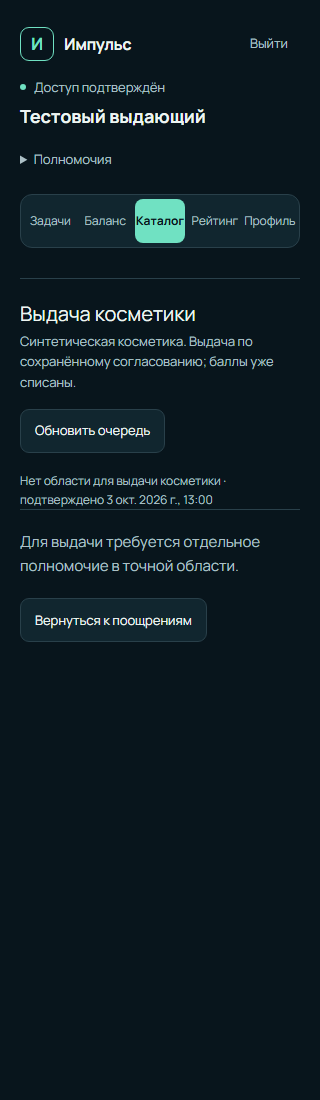 И Импульс Выйти
Доступ подтверждён
Тестовый выдающий
Полномочия
Задачи Баланс Каталог Рейтинг Профиль
Выдача косметики
Синтетическая косметика. Выдача по
сохранённому согласованию; баллы уже
списаны.
Обновить очередь
Нет области для выдачи косметики ·
подтверждено 3 окт. 2026 г., 13:00
Для выдачи требуется отдельное
полномочие в точной области.
Вернуться к поощрениям